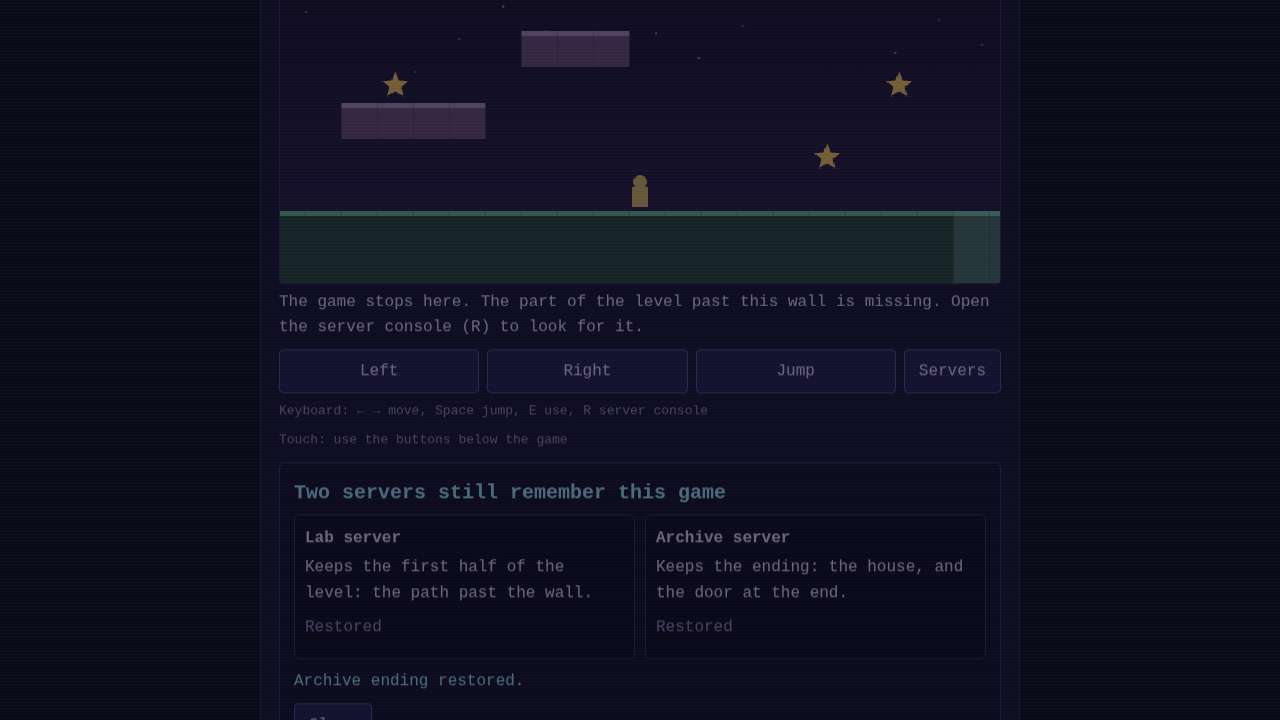 The game stops here. The part of the level past this wall is missing. Open
the server console (R) to look for it.
Left
Right
Jump
Servers
Keyboard: ← → move, Space jump, E use, R server console
Touch: use the buttons below the game
Two servers still remember this game
Lab server
Keeps the first half of the
level: the path past the wall.
Restored
Archive server
Keeps the ending: the house, and
the door at the end.
Restored
Archive ending restored.